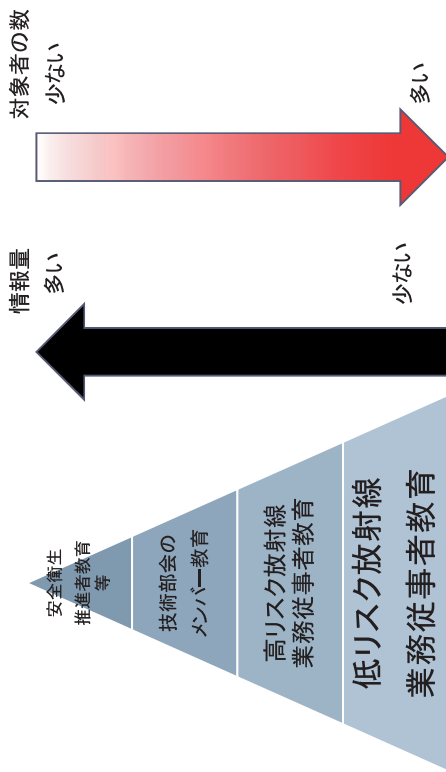 安全衛生
推進者教育
等
技術部会の
メンバー教育
高リスク放射線
業務従事者教育
低リスク放射線
業務従事者教育
情報量
多い
少ない
対象者の数
少ない
多い